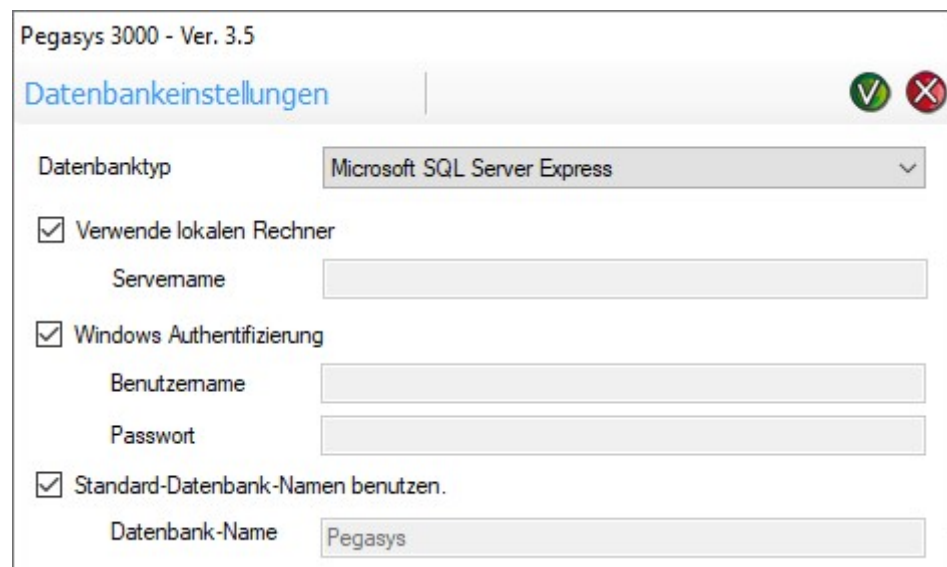 Pegasys 3000 - Ver. 3.5
Datenbankeinstellungen
Datenbanktyp Microsoft SQL Server Express
Verwende lokalen Rechner
Servername
Windows Authentifizierung
Benutzername
Passwort
Standard-Datenbank-Namen benutzen.
Datenbank-Name Pegasys